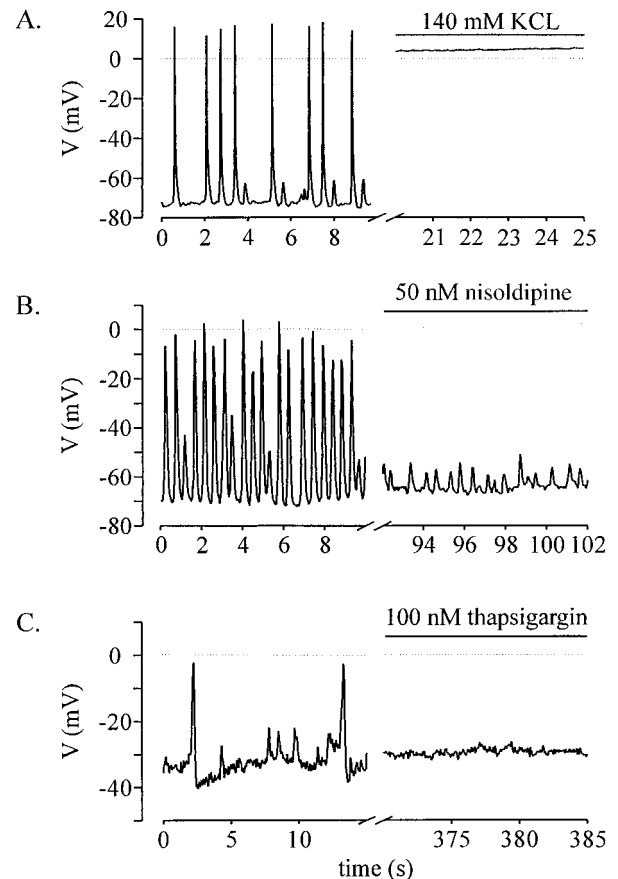 A.
140 mM KCL
V (mV)
20
0
-20
-40
-60
-80
0 2 4 6 8 21 22 23 24 25
B.
50 nM nisoldipine
V (mV)
0
-20
-40
-60
-80
0 2 4 6 8 94 96 98 100 102
C.
100 nM thapsigargin
V (mV)
0
-20
-40
0 5 10 375 380 385
time (s)